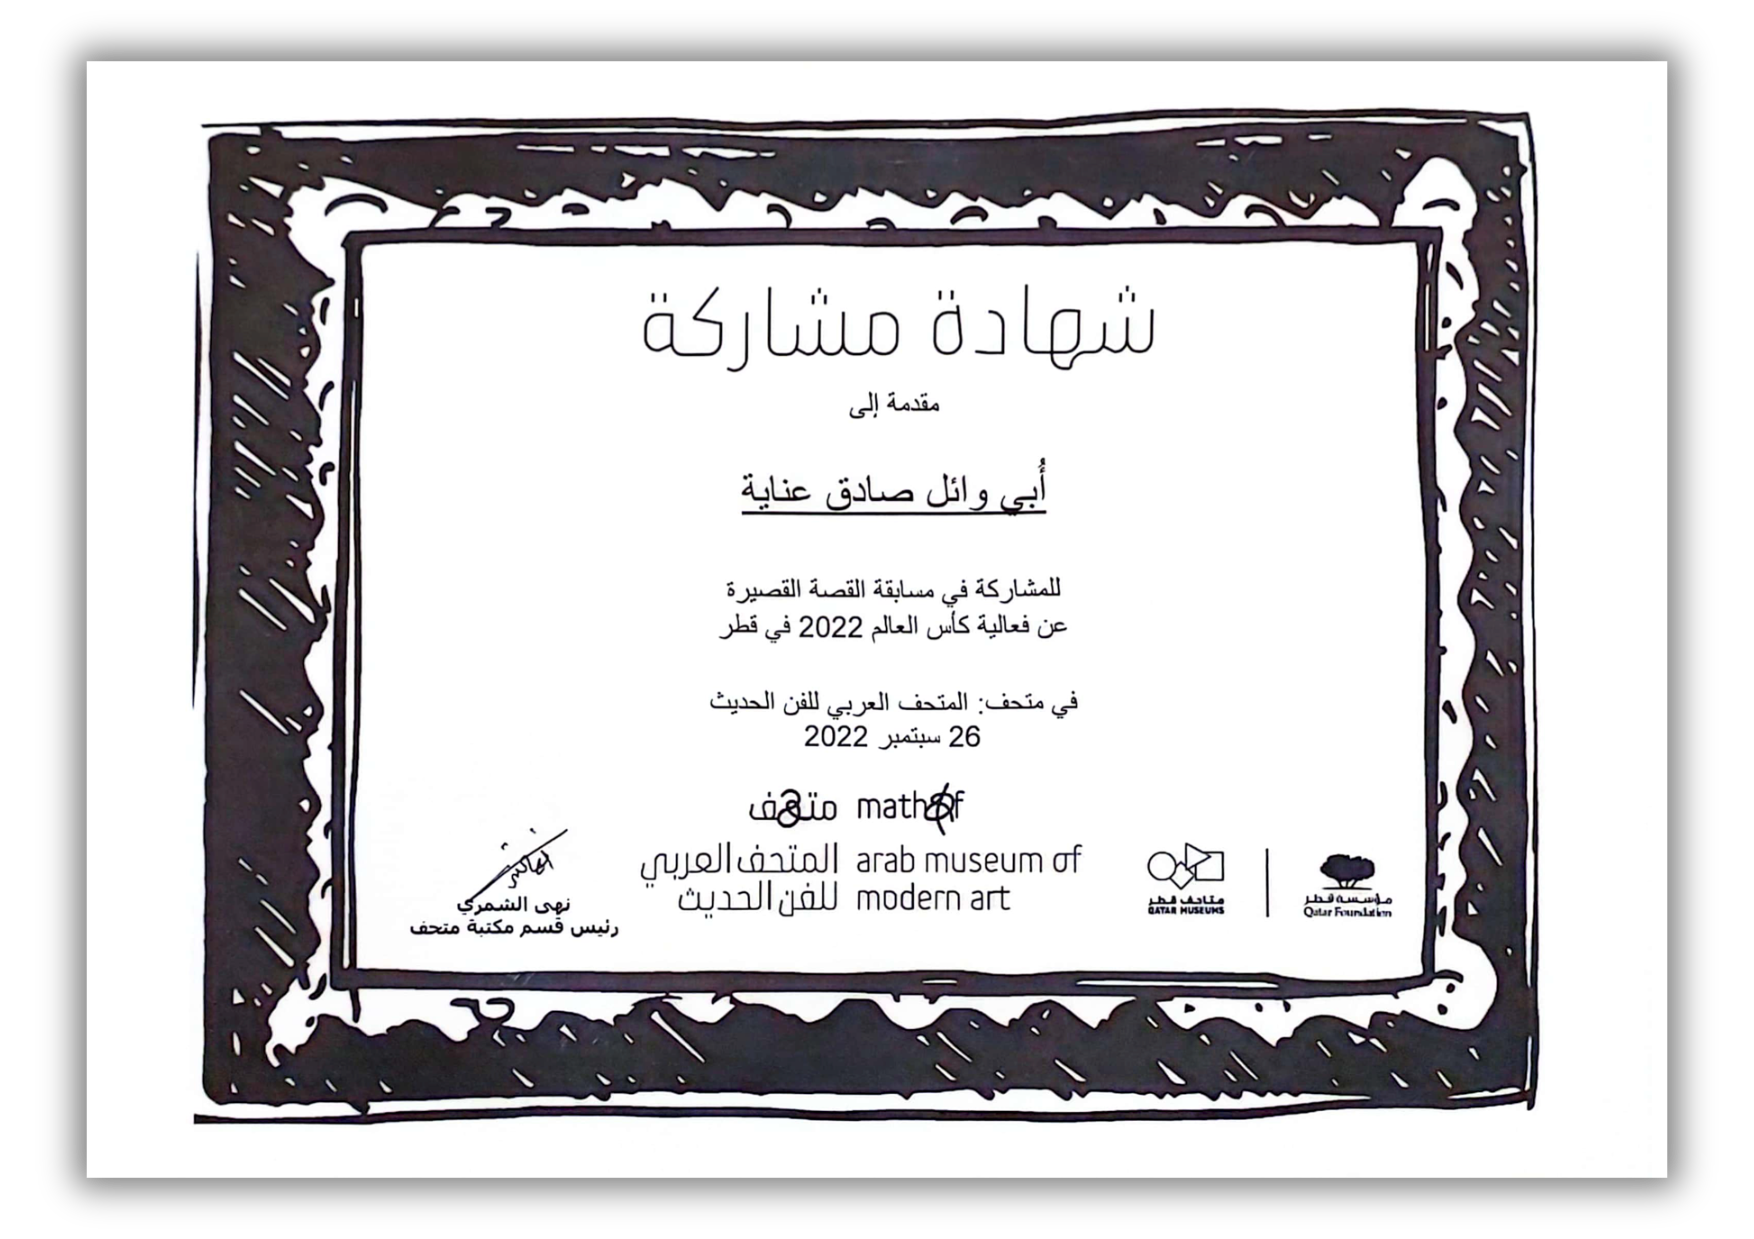 شهادة مشاركة
مقدمة إلى
أُبي وائل صادق عناية
للمشاركة في مسابقة القصة القصيرة
عن فعالية كأس العالم 2022 في قطر
في متحف: المتحف العربي للفن الحديث
26 سبتمبر 2022
متحف mathaf
المتحف العربي arab museum of
للفن الحديث modern art
نهى الشمري
رئيس قسم مكتبة متحف
متاحف قطر
QATAR MUSEUMS
مؤسسة قطر
Qatar Foundation